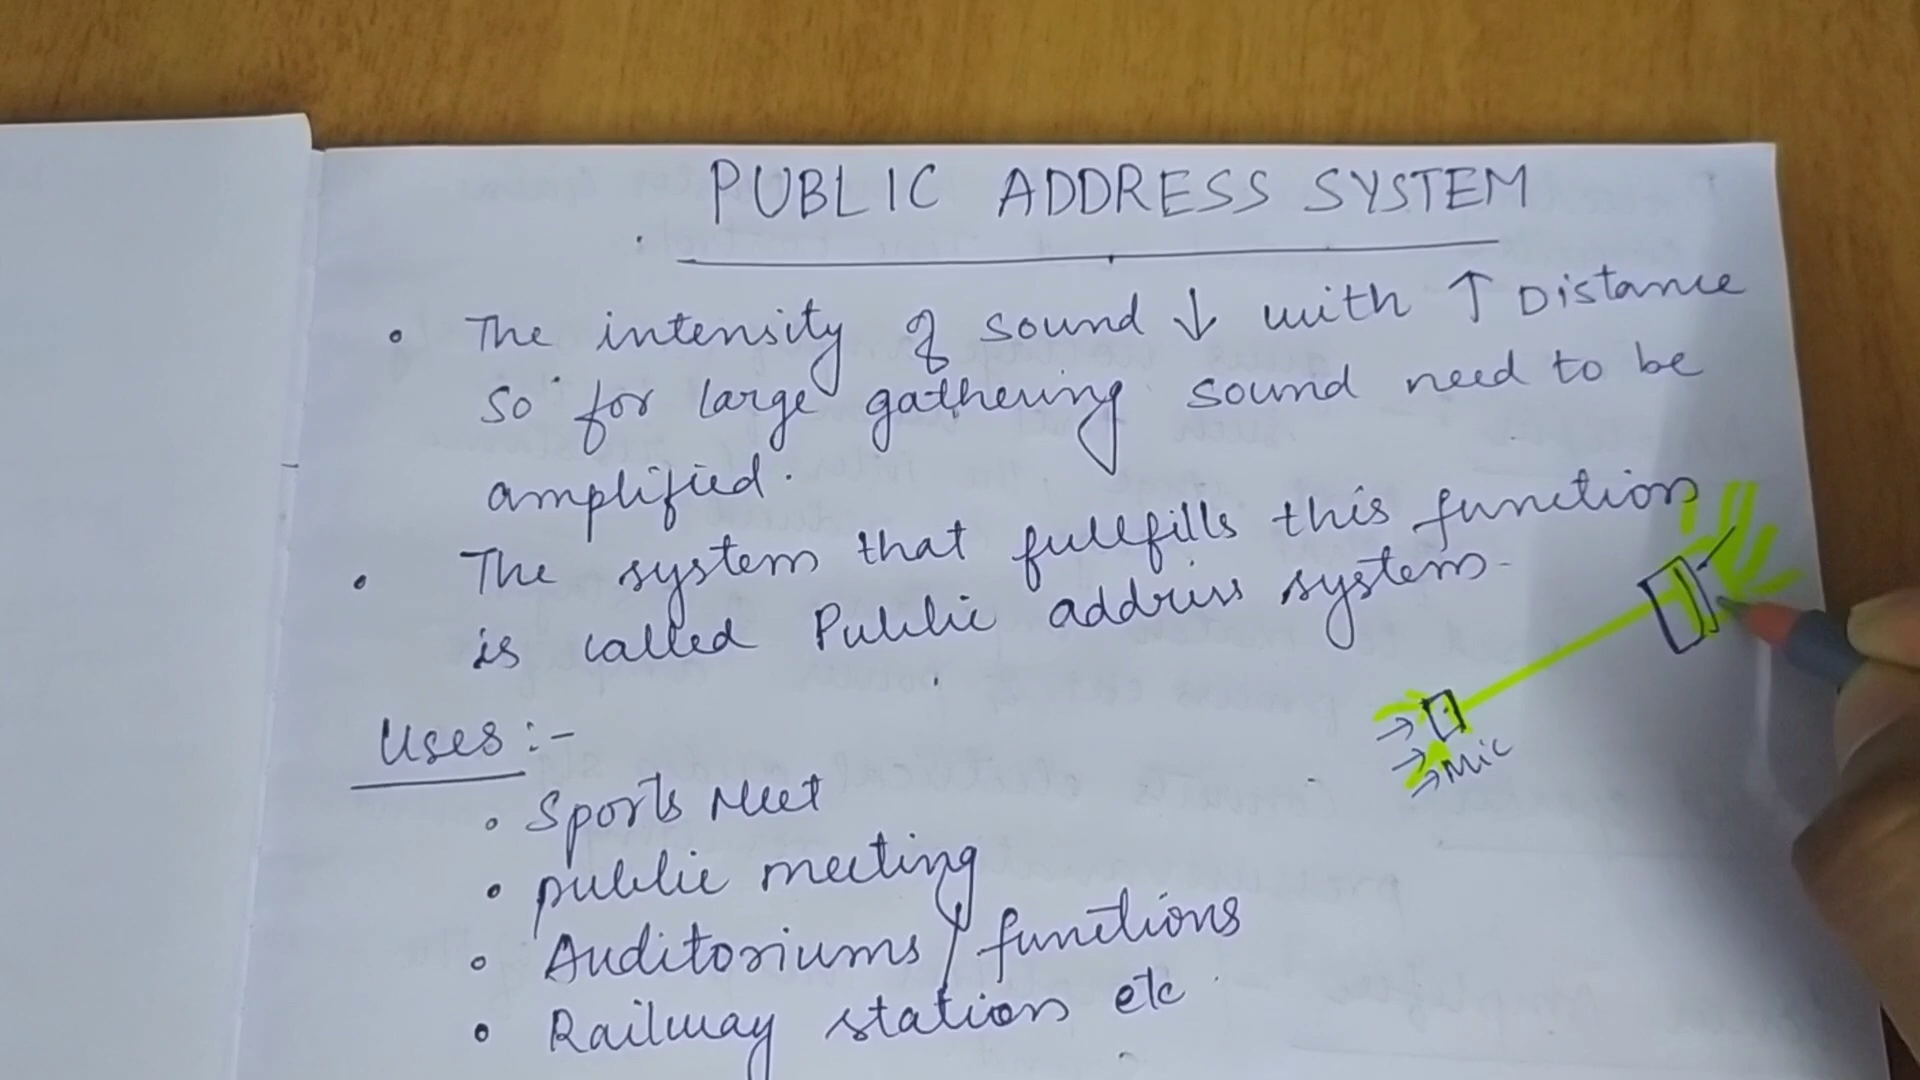 PUBLIC ADDRESS SYSTEM
• The intensity of sound ↓ with ↑ Distance
so for large gathering sound need to be
amplified.
• The system that fullfills this function
is called Public address system.
→ Mic
Uses :-
• Sports Meet
• public meeting
• Auditoriums / functions
• Railway station etc